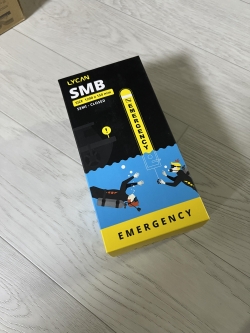 LYCAN
SMB
SEMI - CLOSED
EMERGENCY
EMERGENCY